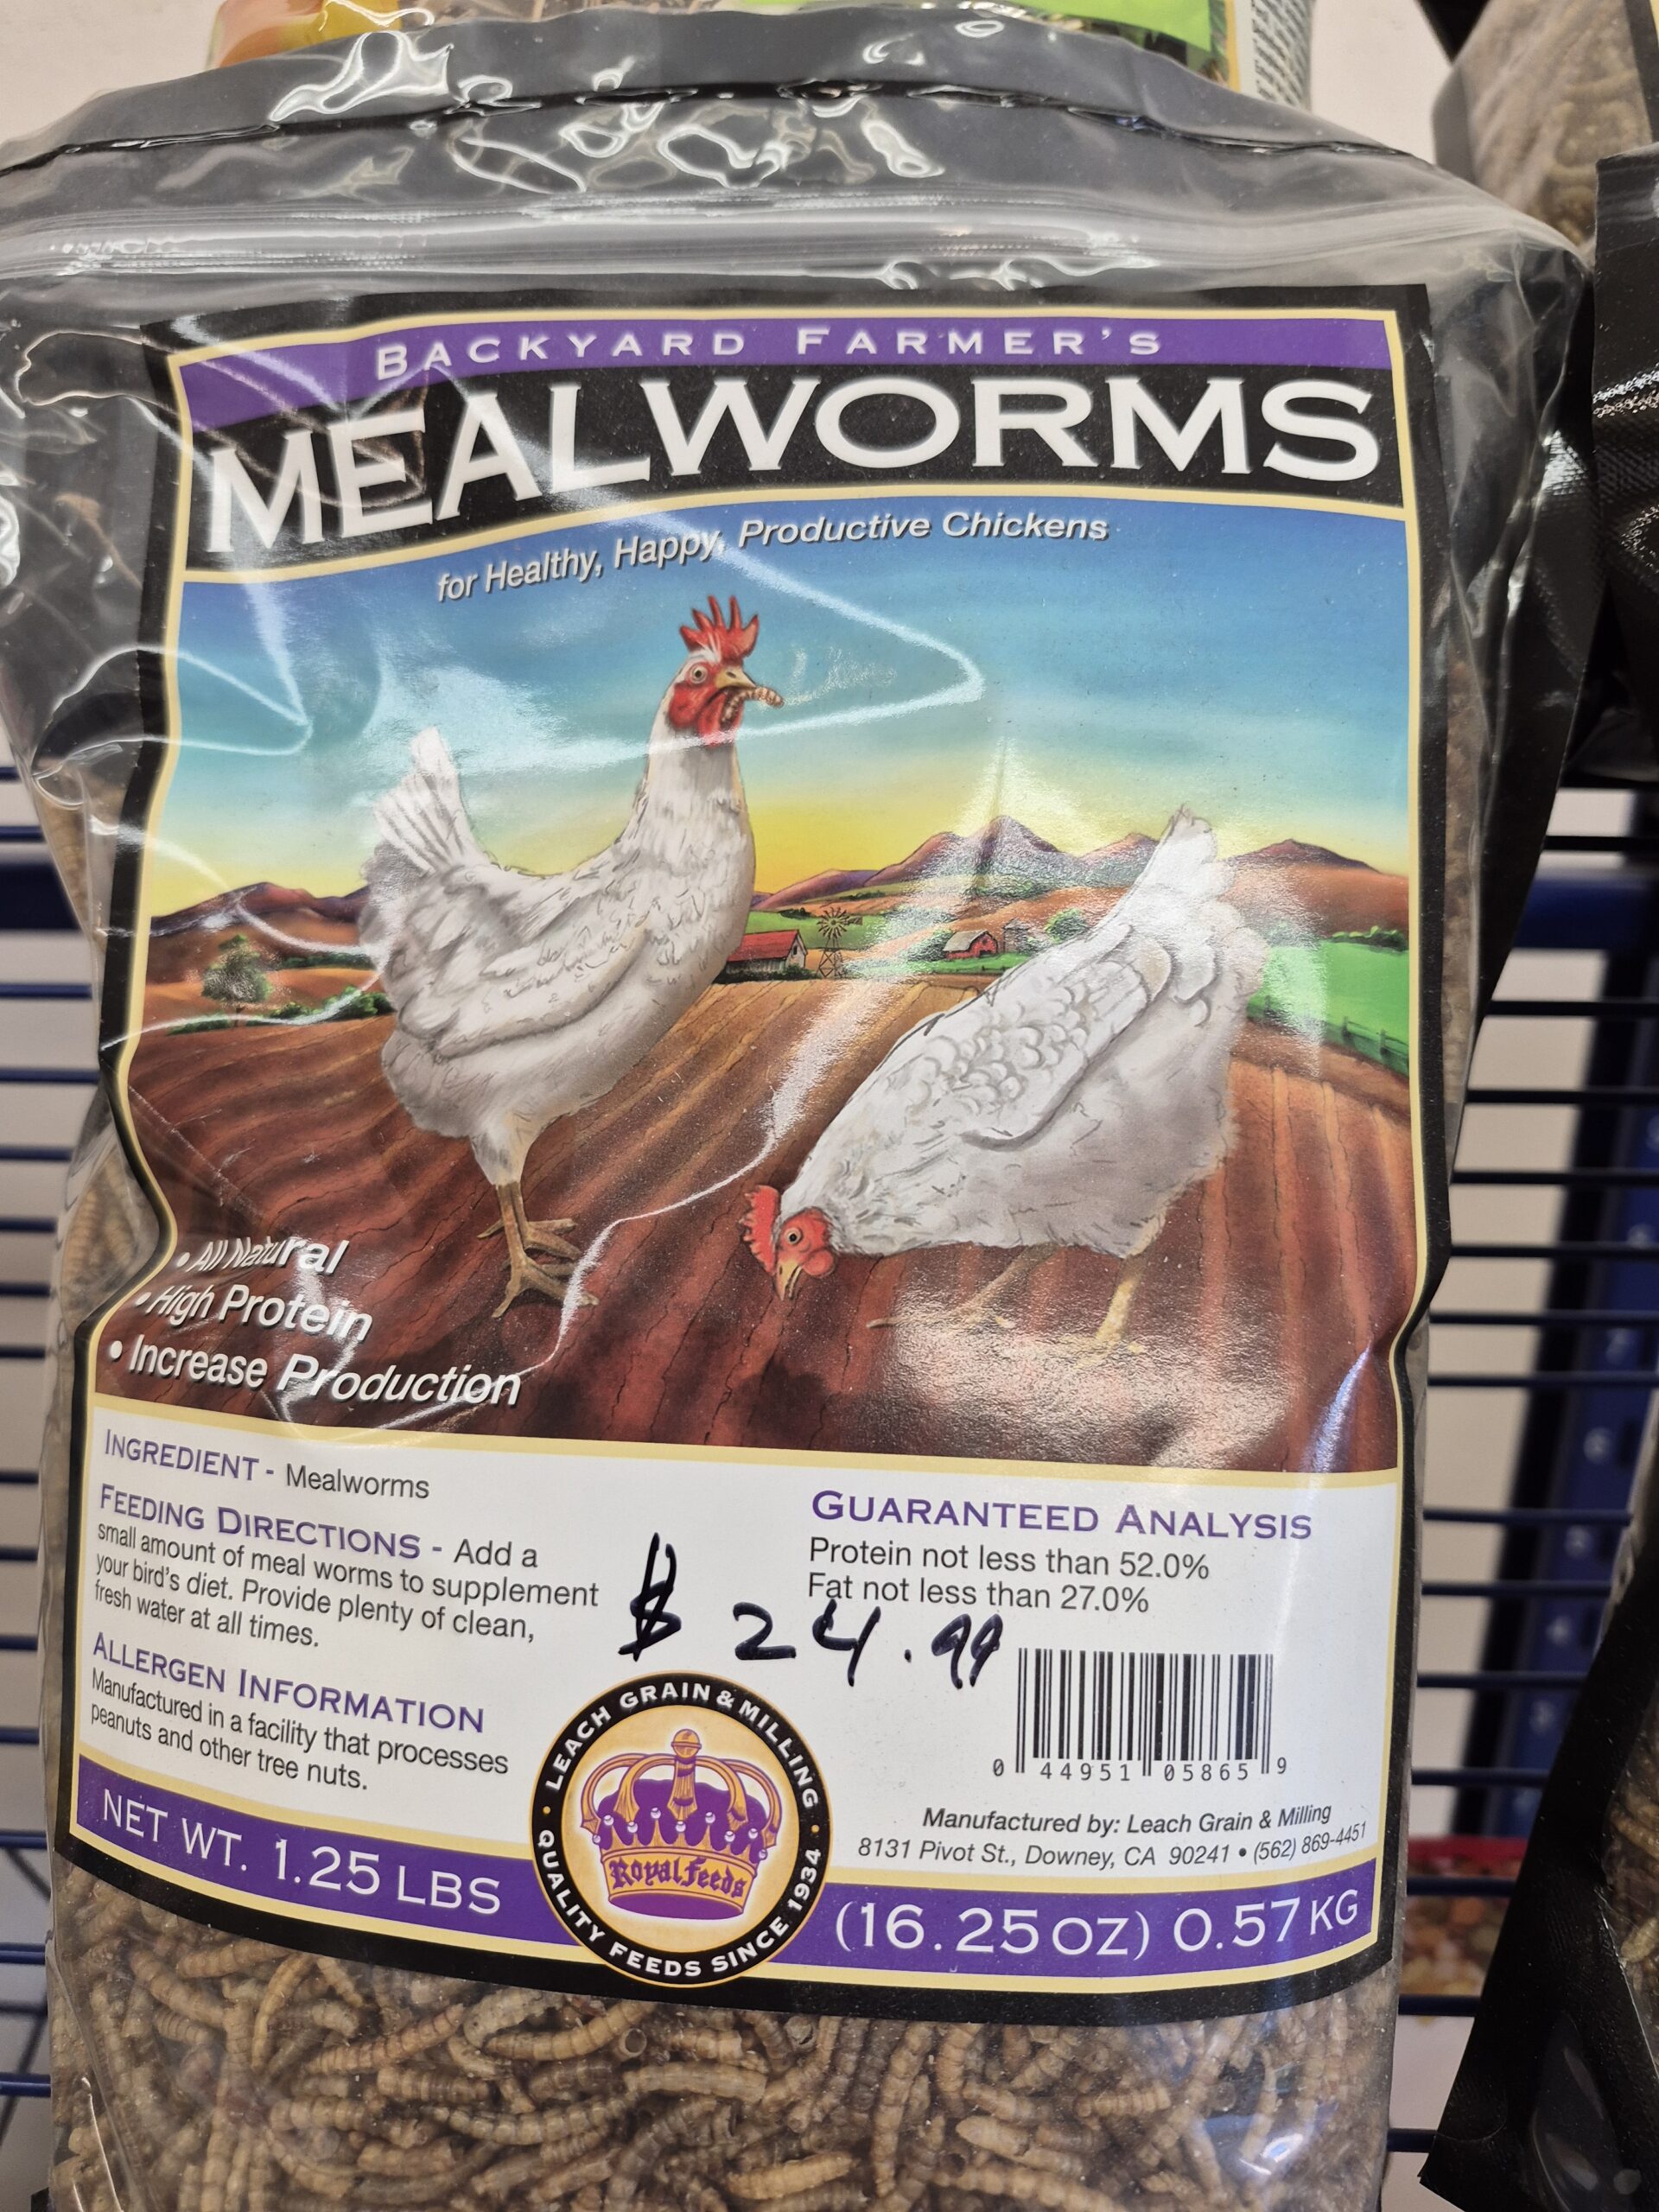 BACKYARD FARMER'S
MEALWORMS
for Healthy, Happy, Productive Chickens
• All Natural
• High Protein
• Increase Production
INGREDIENT - Mealworms
FEEDING DIRECTIONS - Add a
small amount of meal worms to supplement
your bird's diet. Provide plenty of clean,
fresh water at all times.
ALLERGEN INFORMATION
Manufactured in a facility that processes
peanuts and other tree nuts.
GUARANTEED ANALYSIS
Protein not less than 52.0%
Fat not less than 27.0%
$ 24.99
0 44951 05865 9
Manufactured by: Leach Grain & Milling
8131 Pivot St., Downey, CA 90241 • (562) 869-4451
• LEACH GRAIN & MILLING •
Royal Feeds
QUALITY FEEDS SINCE 1934
NET WT. 1.25 LBS
(16.25 OZ) 0.57 KG